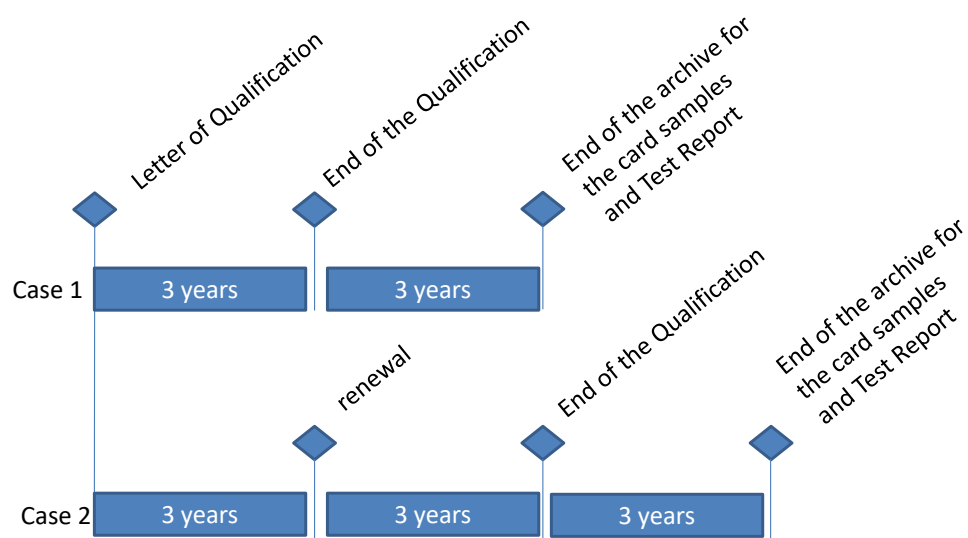 Letter of Qualification
End of the Qualification
End of the archive for
the card samples
and Test Report
Case 1
3 years
3 years
renewal
End of the Qualification
End of the archive for
the card samples
and Test Report
Case 2
3 years
3 years
3 years